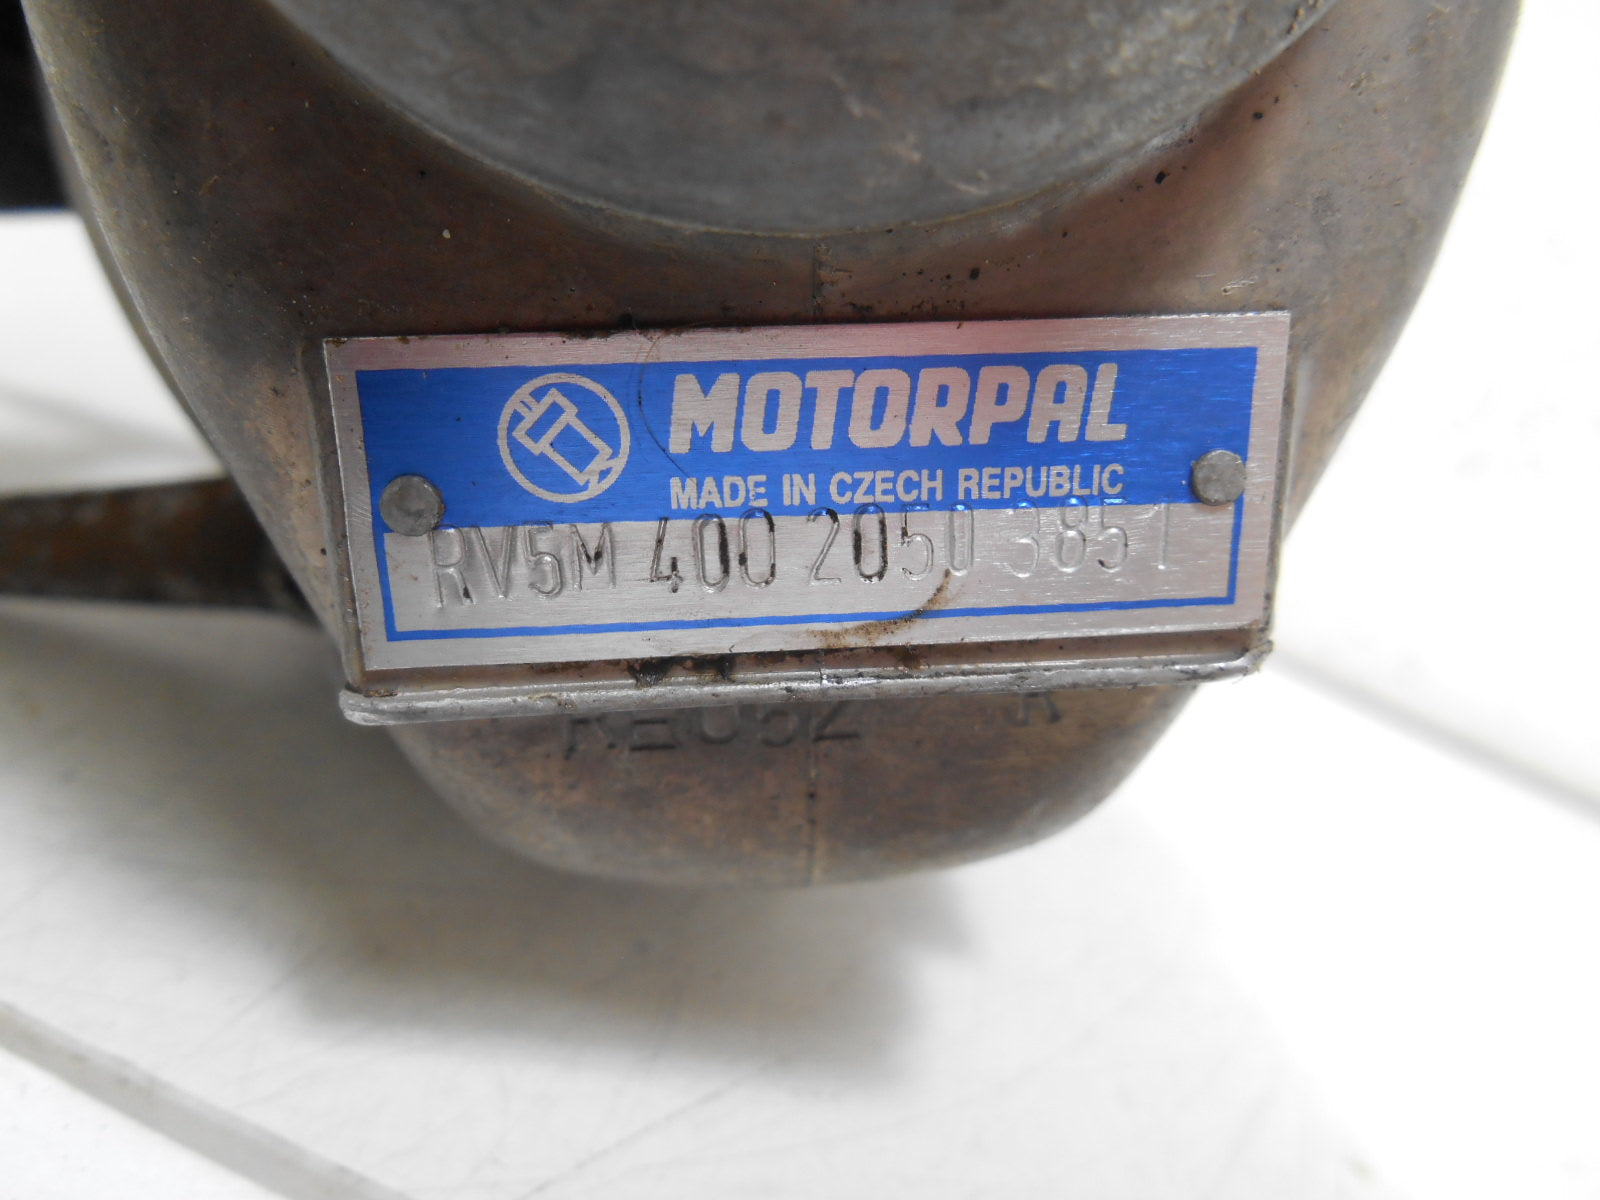 MOTORPAL
MADE IN CZECH REPUBLIC
RV5M 400 2050 3851